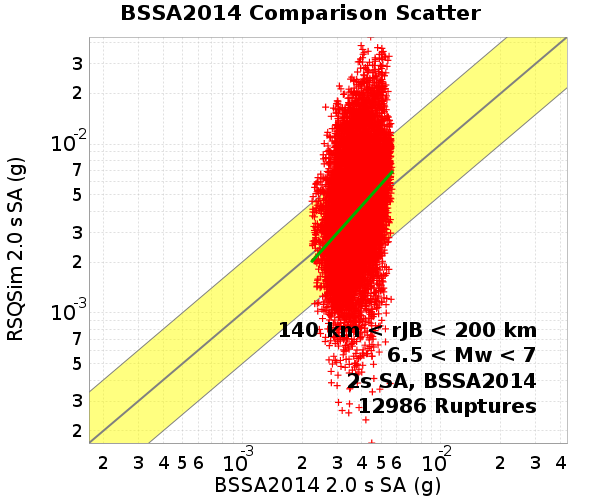 BSSA2014 Comparison Scatter
RSQSim 2.0 s SA (g)
3
2
10-2
7
5
3
2
10-3
7
5
3
2
140 km < rJB < 200 km
6.5 < Mw < 7
2s SA, BSSA2014
12986 Ruptures
2 3 4 5 6 10-3 2 3 4 5 6 10-2 2 3 4
BSSA2014 2.0 s SA (g)